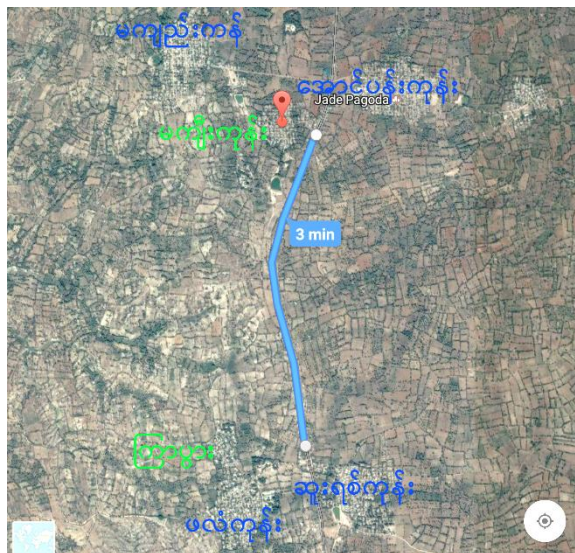 မကျည်းကန်
အောင်ပန်းကုန်း
Jade Pagoda
မကျီးကုန်း
3 min
ကြာပွား
ဆူးရစ်ကုန်း
ဖလံကုန်း